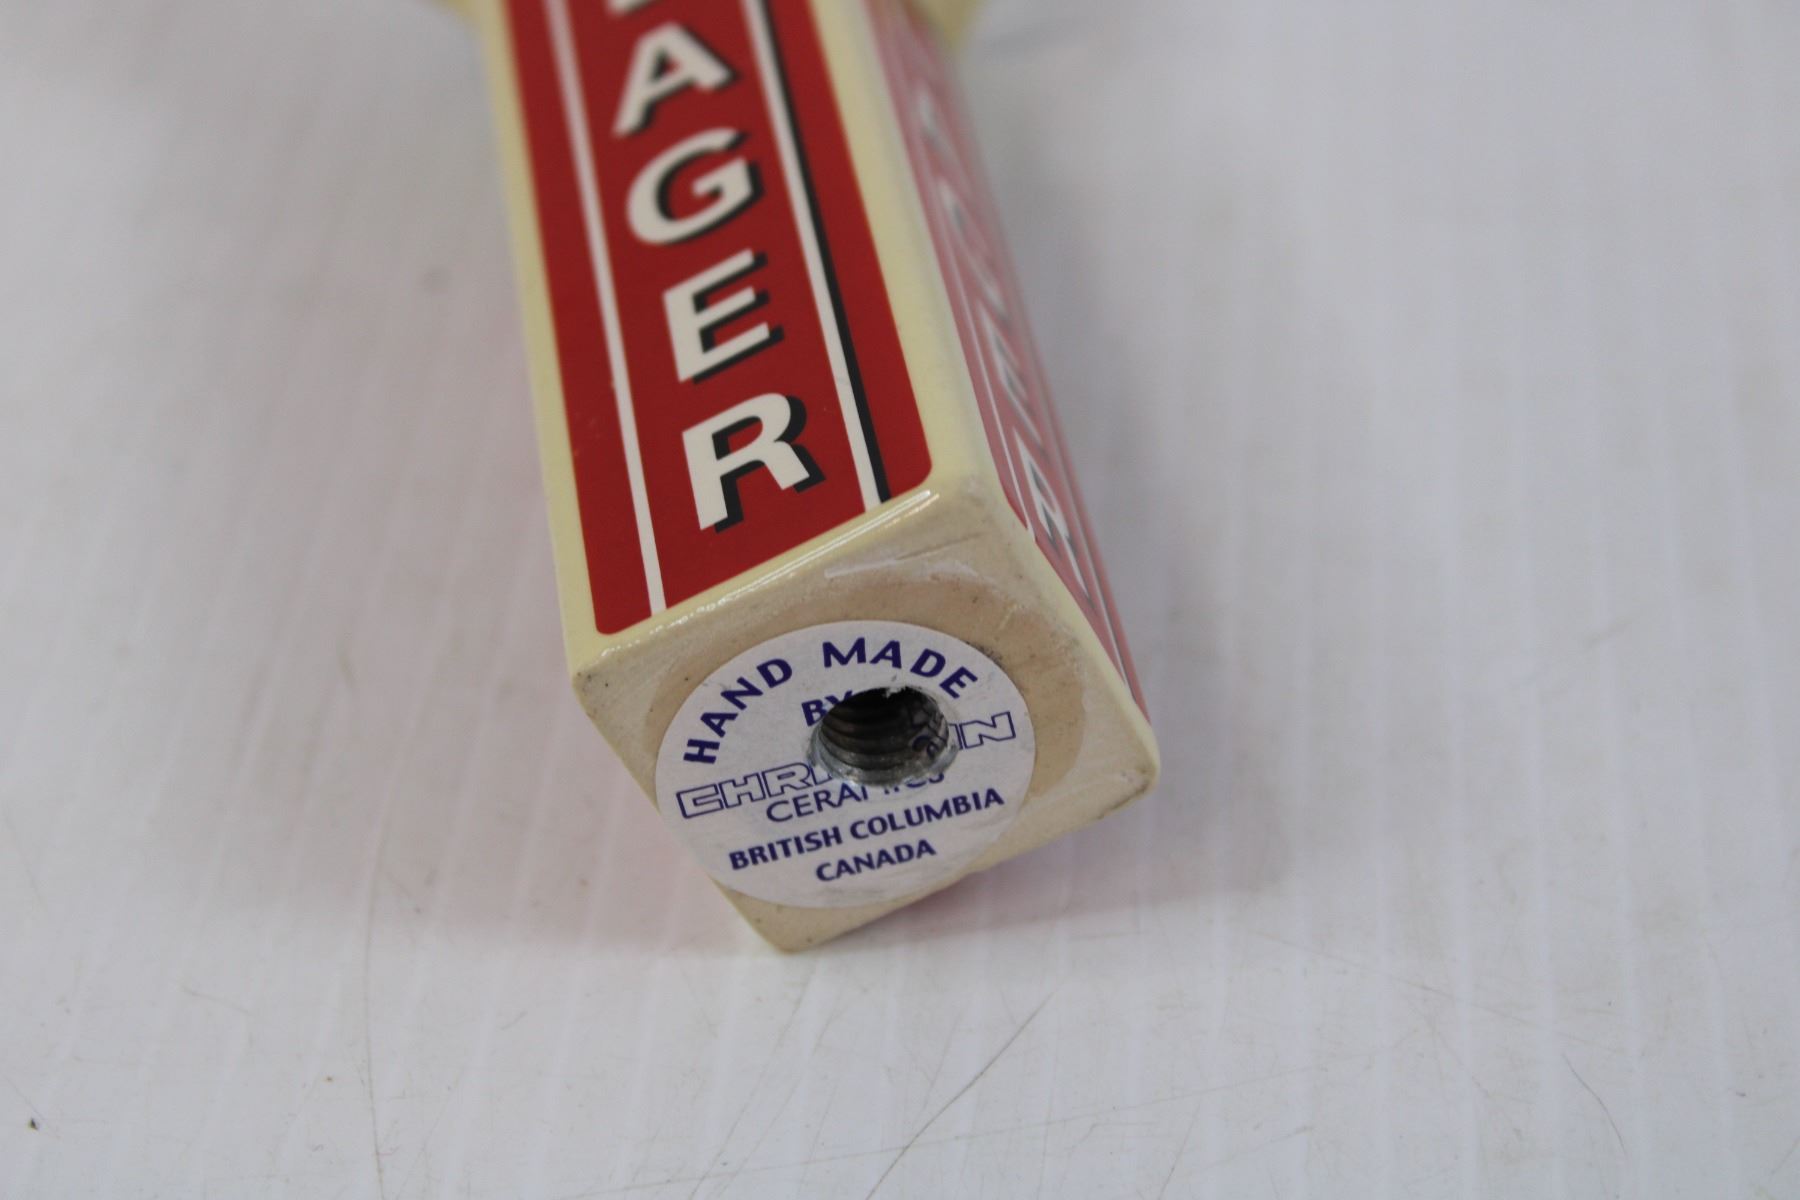 AGER
HAND MADE
BY
CERAMICS
BRITISH COLUMBIA
CANADA